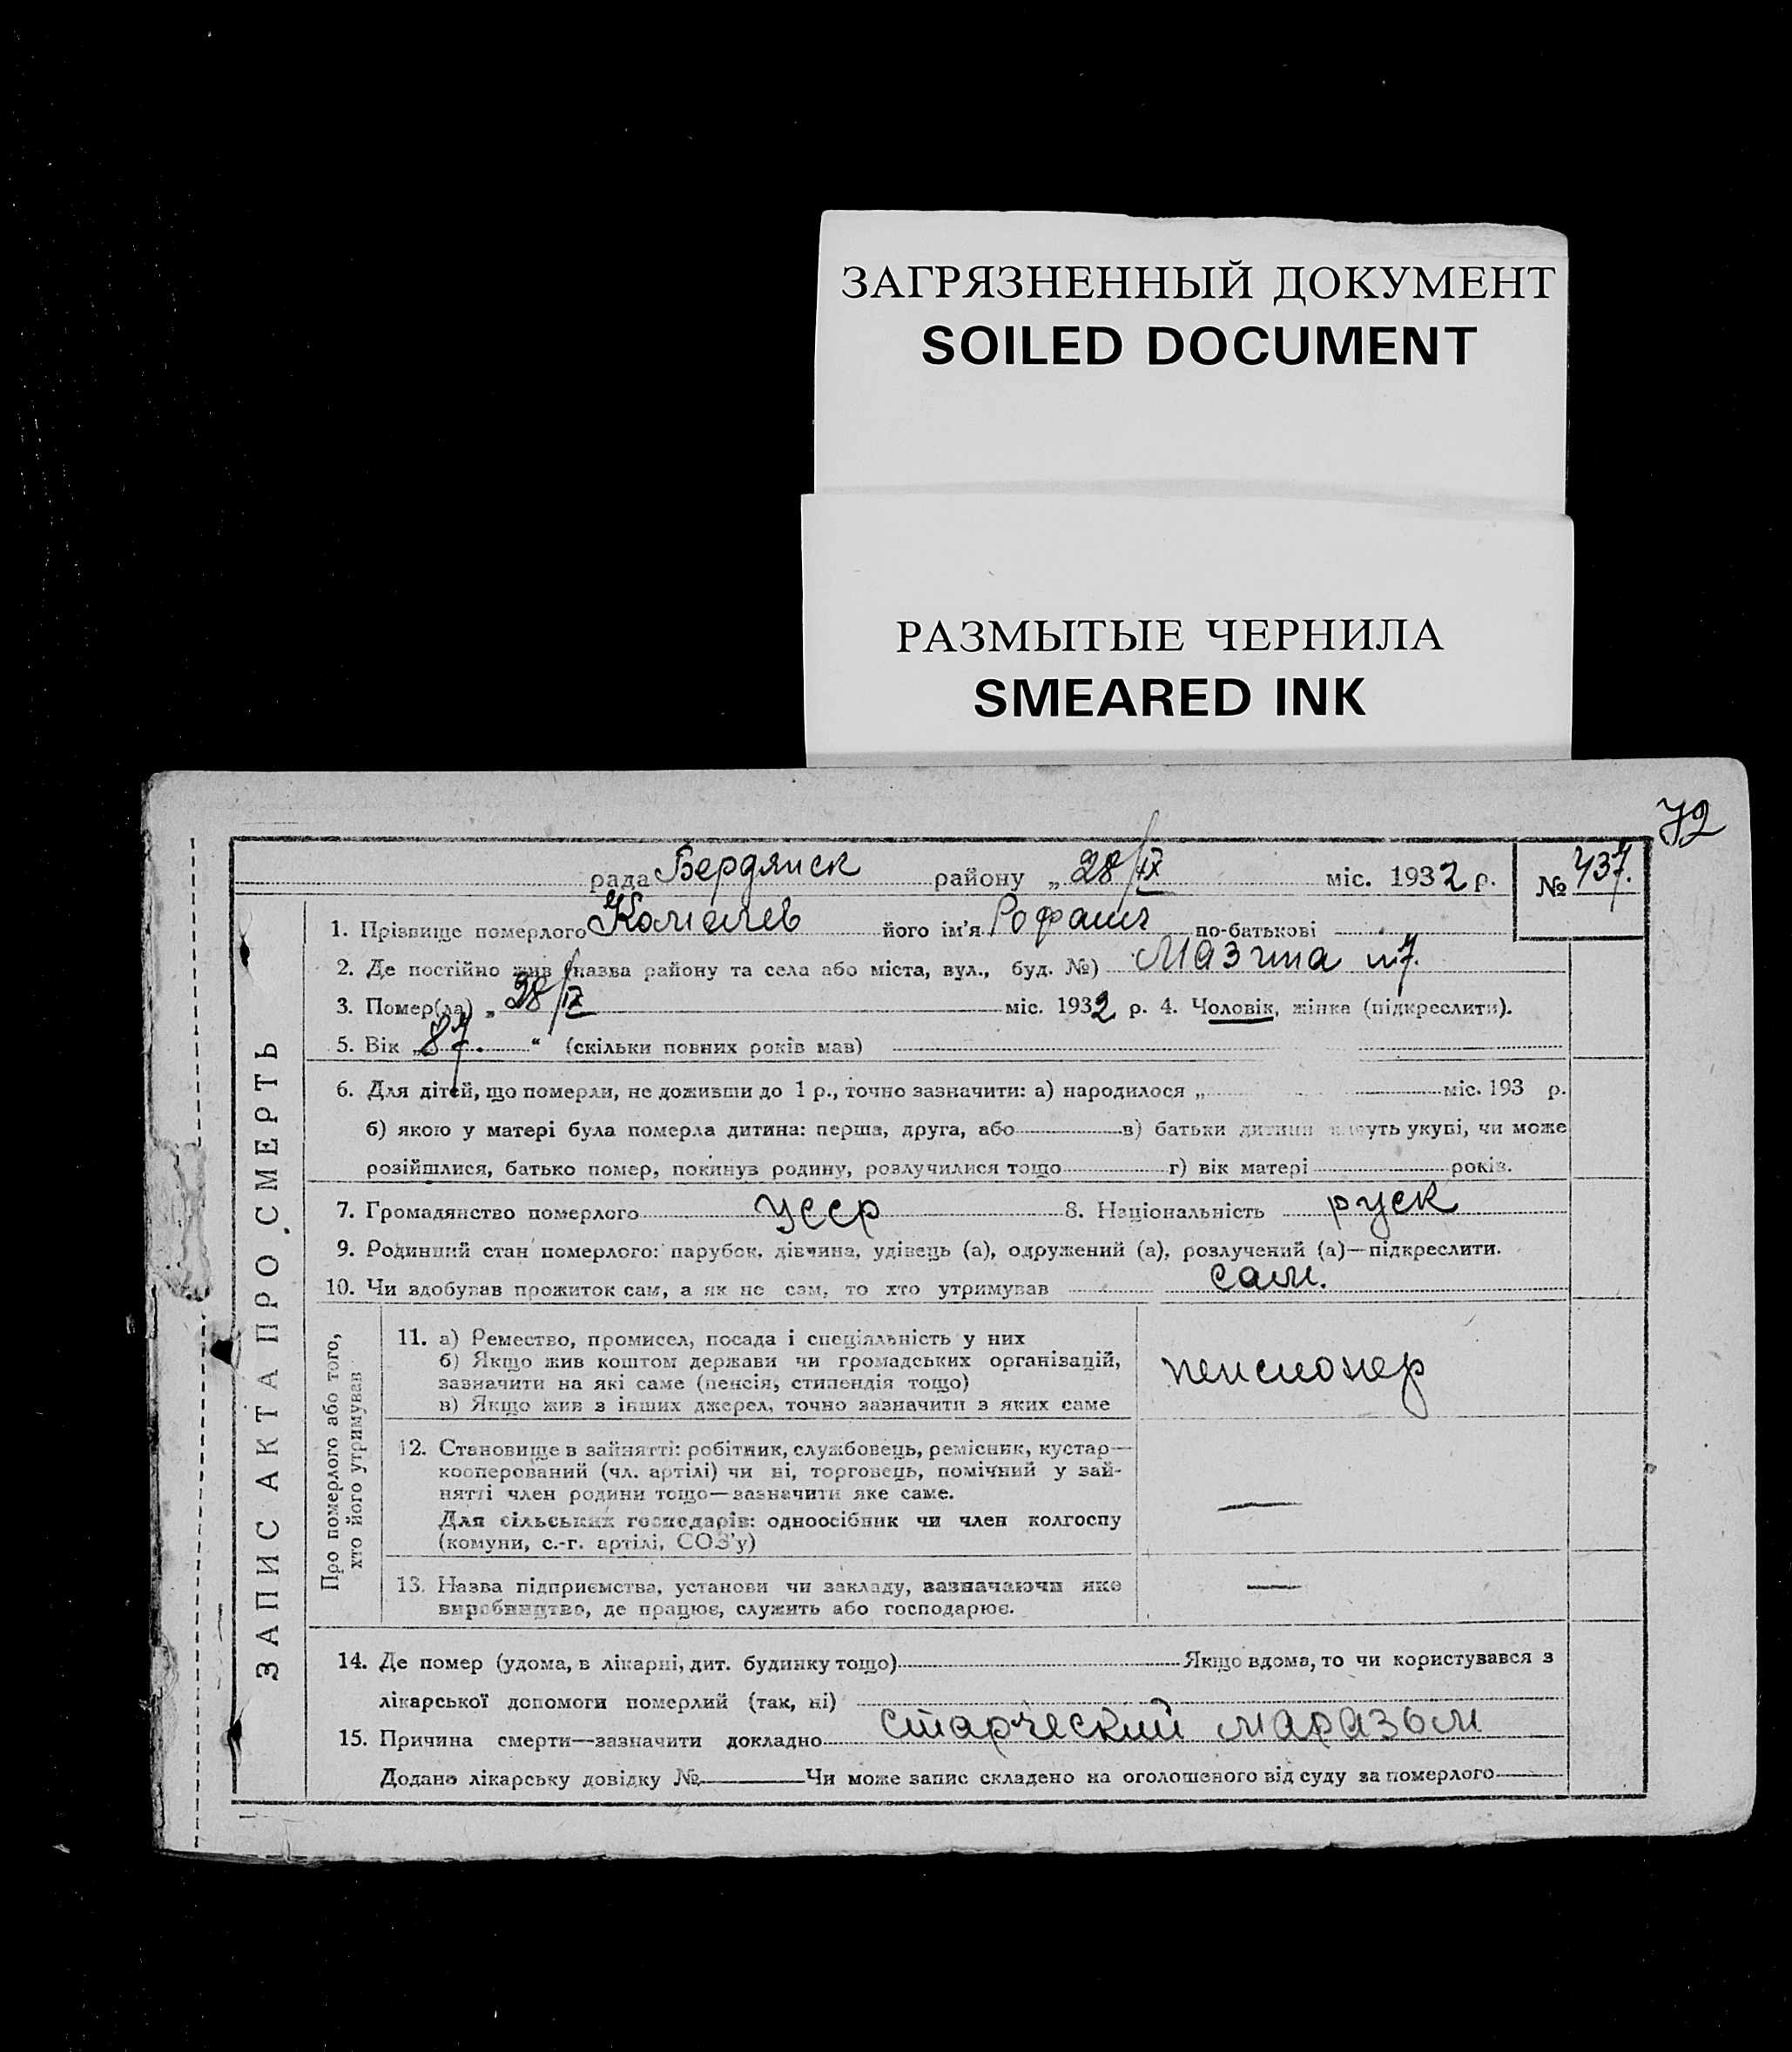 ЗАГРЯЗНЕННЫЙ ДОКУМЕНТ
SOILED DOCUMENT
РАЗМЫТЫЕ ЧЕРНИЛА
SMEARED INK
72
рада Бердянск району „ 28/IX міс. 1932 р. № 437.
ЗАПИС АКТА ПРО СМЕРТЬ
1. Прізвище померлого його ім'я по-батькові
2. Де постійно жив (назва району та села або міста, вул., буд. №) Мазина
3. Помер(ла) „ 28/IX міс. 1932 р. 4. Чоловік, жінка (підкреслити).
5. Вік „ 87. “ (скільки повних років мав)
6. Для дітей, що померли, не доживши до 1 р., точно зазначити: а) народилося „ міс. 193 р.
б) якою у матері була померла дитина: перша, друга, або в) батьки дитини живуть укупі, чи може
розійшлися, батько помер, покинув родину, розлучилися тощо г) вік матері років.
7. Громадянство померлого УССР 8. Національність руск
9. Родинний стан померлого: парубок, дівчина, удівець (а), одружений (а), розлучений (а)—підкреслити.
10. Чи здобував прожиток сам, а як не сам, то хто утримував сам.
Про померлого або того,
хто його утримував
11. а) Ремество, промисел, посада і спеціяльність у них
б) Якщо жив коштом держави чи громадських організацій,
зазначити на які саме (пенсія, стипендія тощо)
в) Якщо жив з інших джерел, точно зазначити з яких саме
пенсионер
12. Становище в зайнятті: робітник, службовець, ремісник, кустар—
кооперований (чл. артілі) чи ні, торговець, помічний у зай-
нятті член родини тощо—зазначити яке саме.
Для сільських господарів: одноосібник чи член колгоспу
(комуни, с.-г. артілі, СОЗ'у)
—
13. Назва підприємства, установи чи закладу, зазначаючи яке
виробництво, де працює, служить або господарює.
—
14. Де помер (удома, в лікарні, дит. будинку тощо) Якщо вдома, то чи користувався з
лікарської допомоги померлий (так, ні)
15. Причина смерти—зазначити докладно старческий маразьм
Додано лікарську довідку № Чи може запис складено на оголошеного від суду за померлого